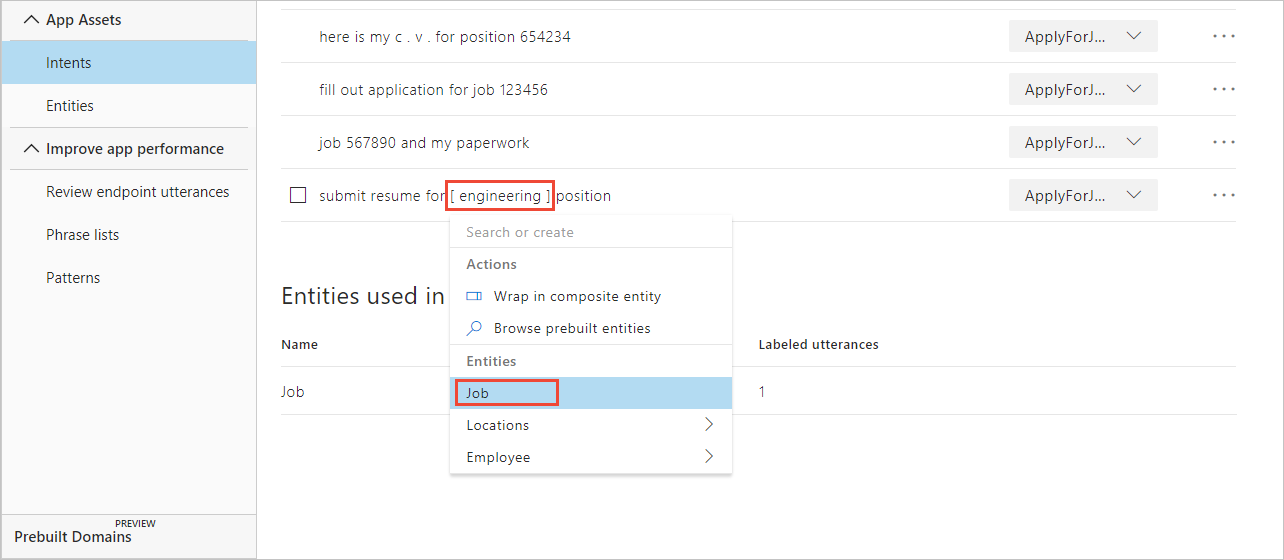 App Assets
Intents
Entities
Improve app performance
Review endpoint utterances
Phrase lists
Patterns
PREVIEW
Prebuilt Domains
here is my c . v . for position 654234 ApplyForJ... ...
fill out application for job 123456 ApplyForJ... ...
job 567890 and my paperwork ApplyForJ... ...
submit resume for [ engineering ] position ApplyForJ... ...
Search or create
Actions
Wrap in composite entity
Browse prebuilt entities
Entities
Job
Locations
Employee
Entities used in
Name Labeled utterances
Job 1